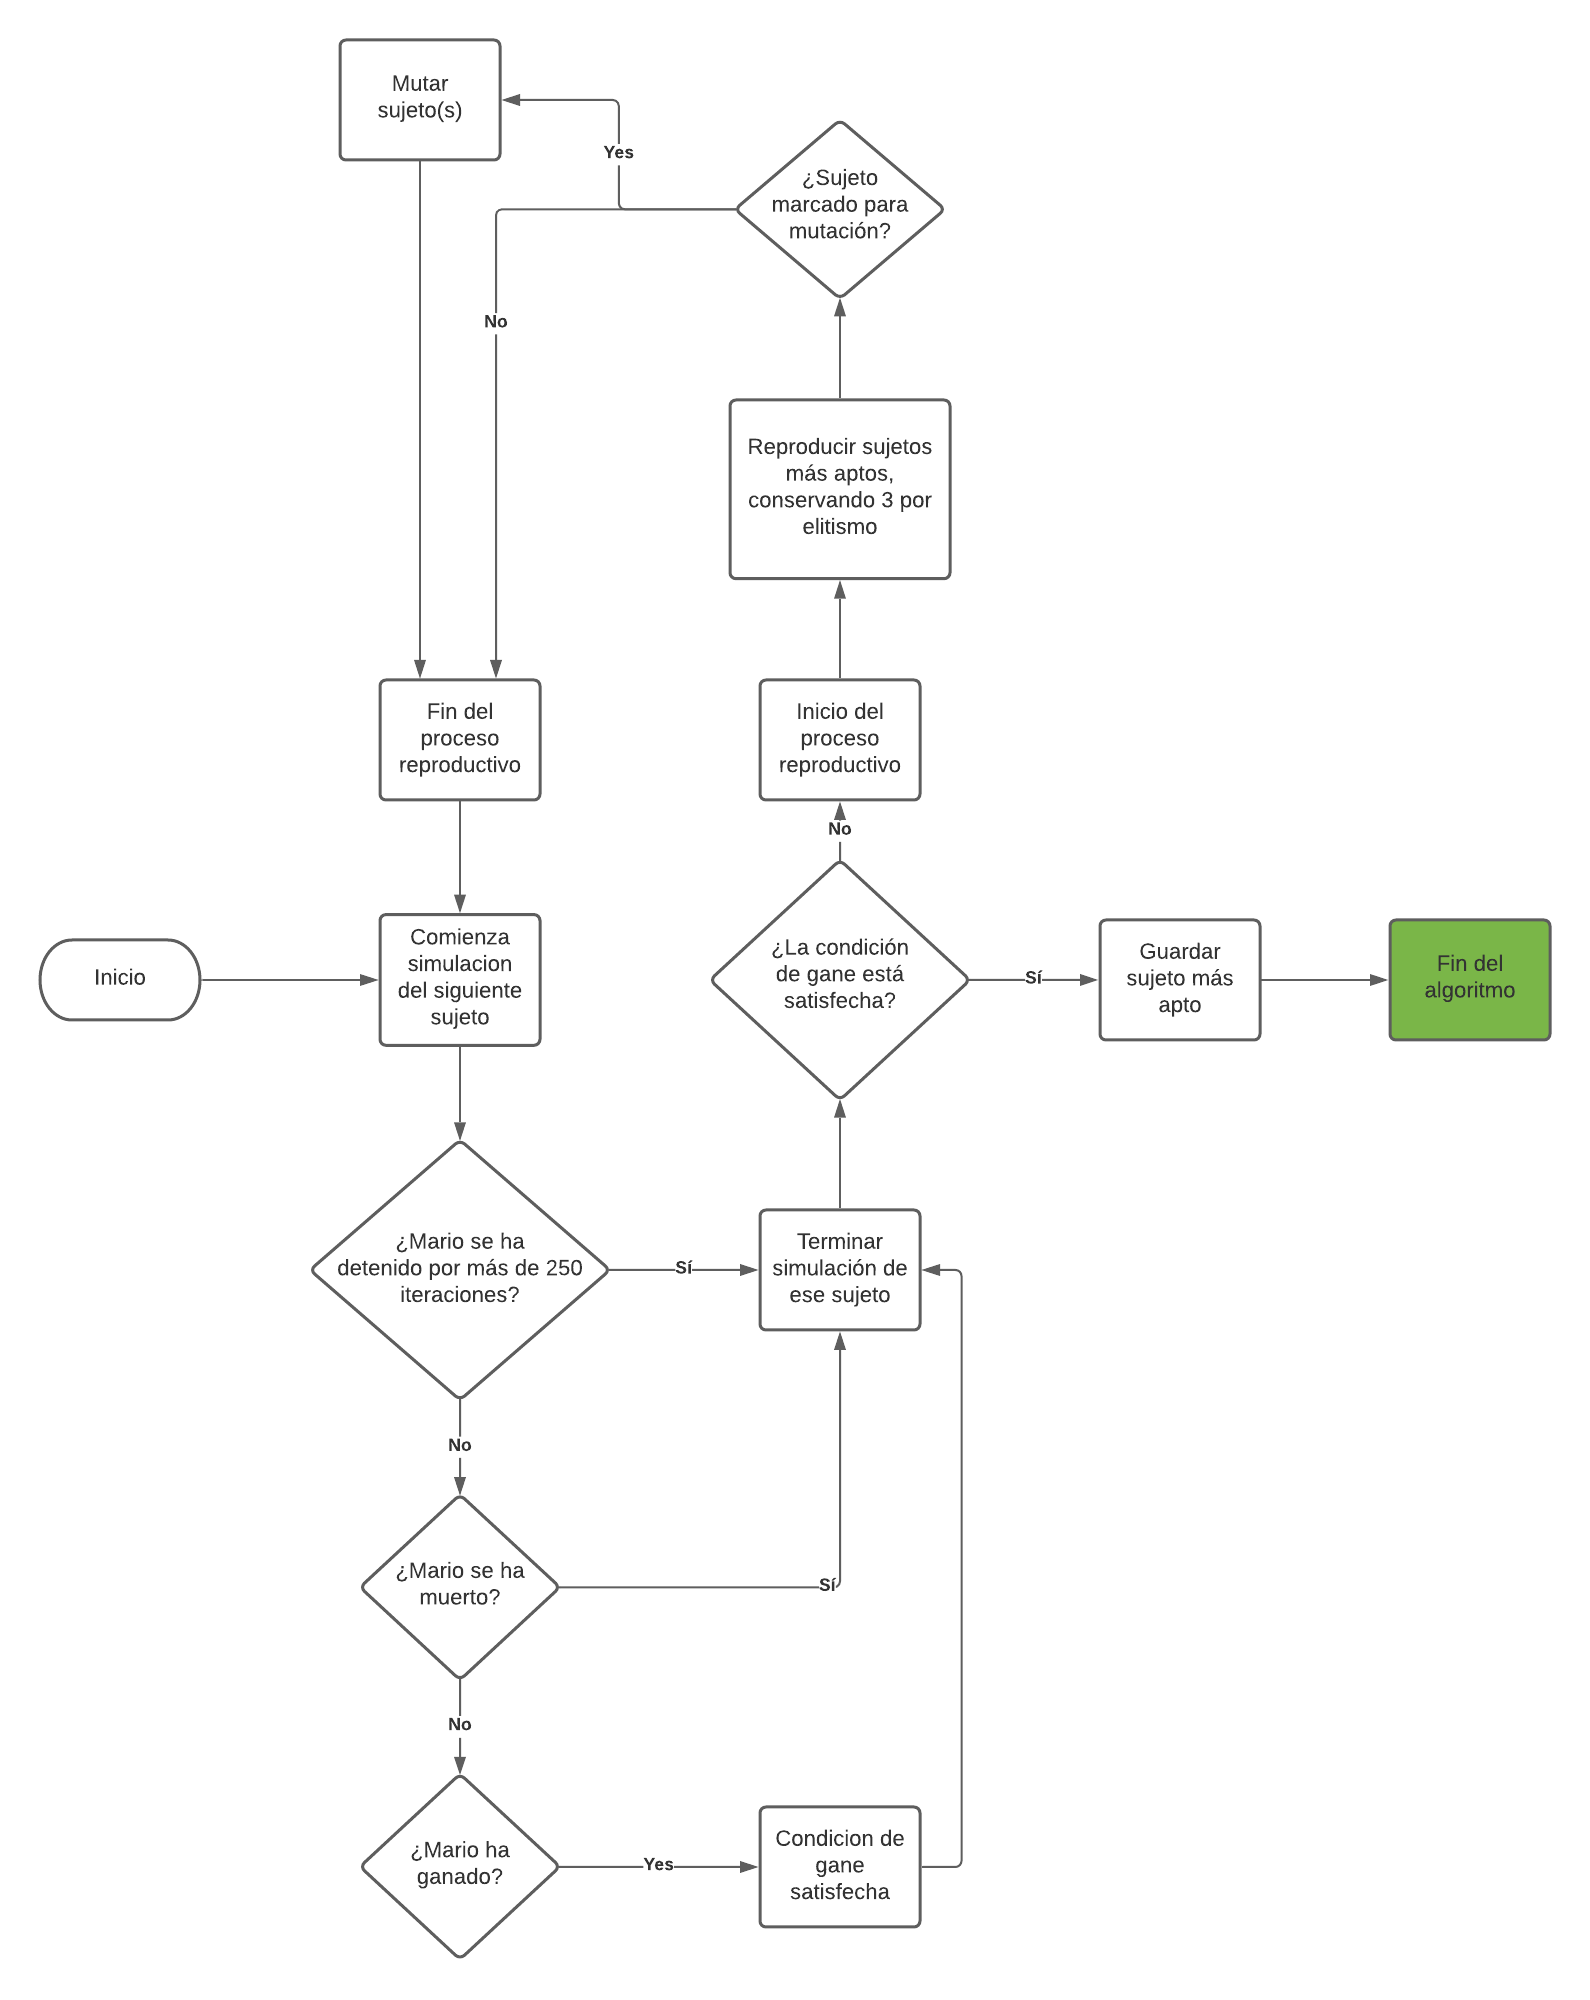 Mutar
sujeto(s)
Yes
¿Sujeto
marcado para
mutación?
No
Reproducir sujetos
más aptos,
conservando 3 por
elitismo
Fin del
proceso
reproductivo
Inicio del
proceso
reproductivo
No
Inicio
Comienza
simulacion
del siguiente
sujeto
¿La condición
de gane está
satisfecha?
Sí
Guardar
sujeto más
apto
Fin del
algoritmo
¿Mario se ha
detenido por más de 250
iteraciones?
Sí
Terminar
simulación de
ese sujeto
No
¿Mario se ha
muerto?
Sí
No
¿Mario ha
ganado?
Yes
Condicion de
gane
satisfecha